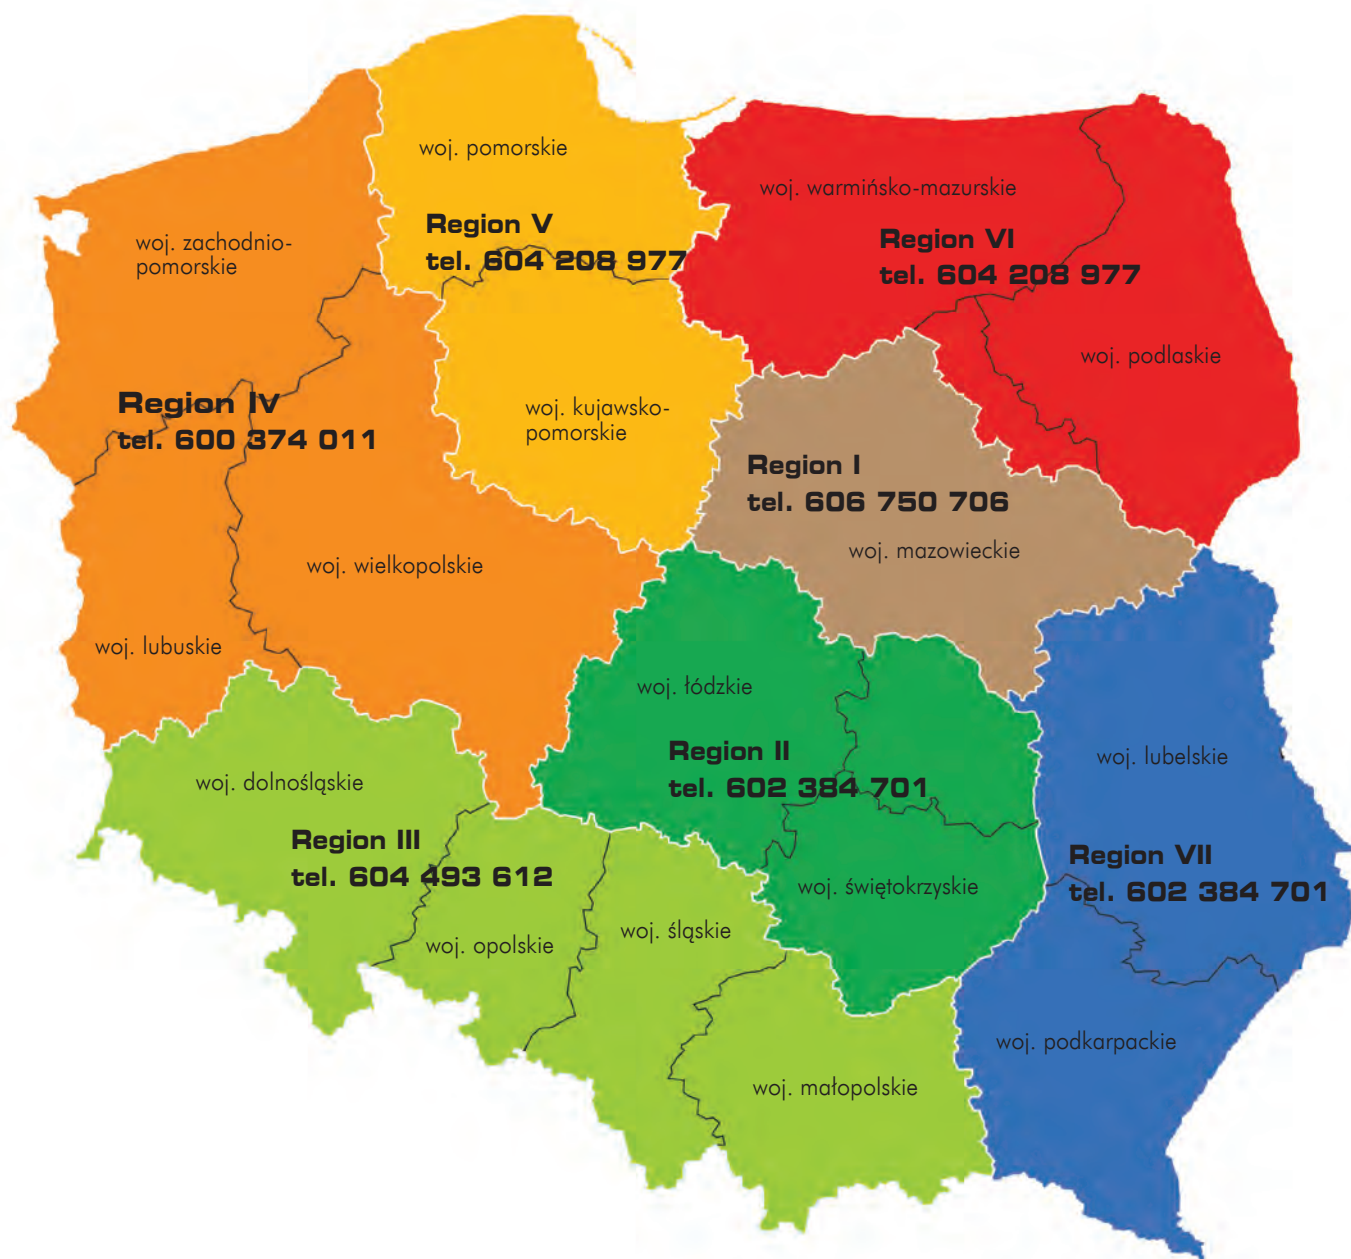 woj. pomorskie
Region V
tel. 604 208 977
woj. warmińsko-mazurskie
Region VI
tel. 604 208 977
woj. zachodnio-
pomorskie
woj. podlaskie
Region IV
tel. 600 374 011
woj. kujawsko-
pomorskie
Region I
tel. 606 750 706
woj. mazowieckie
woj. wielkopolskie
woj. lubuskie
woj. łódzkie
Region II
tel. 602 384 701
woj. lubelskie
woj. dolnośląskie
Region III
tel. 604 493 612
Region VII
tel. 602 384 701
woj. świętokrzyskie
woj. opolskie
woj. śląskie
woj. podkarpackie
woj. małopolskie